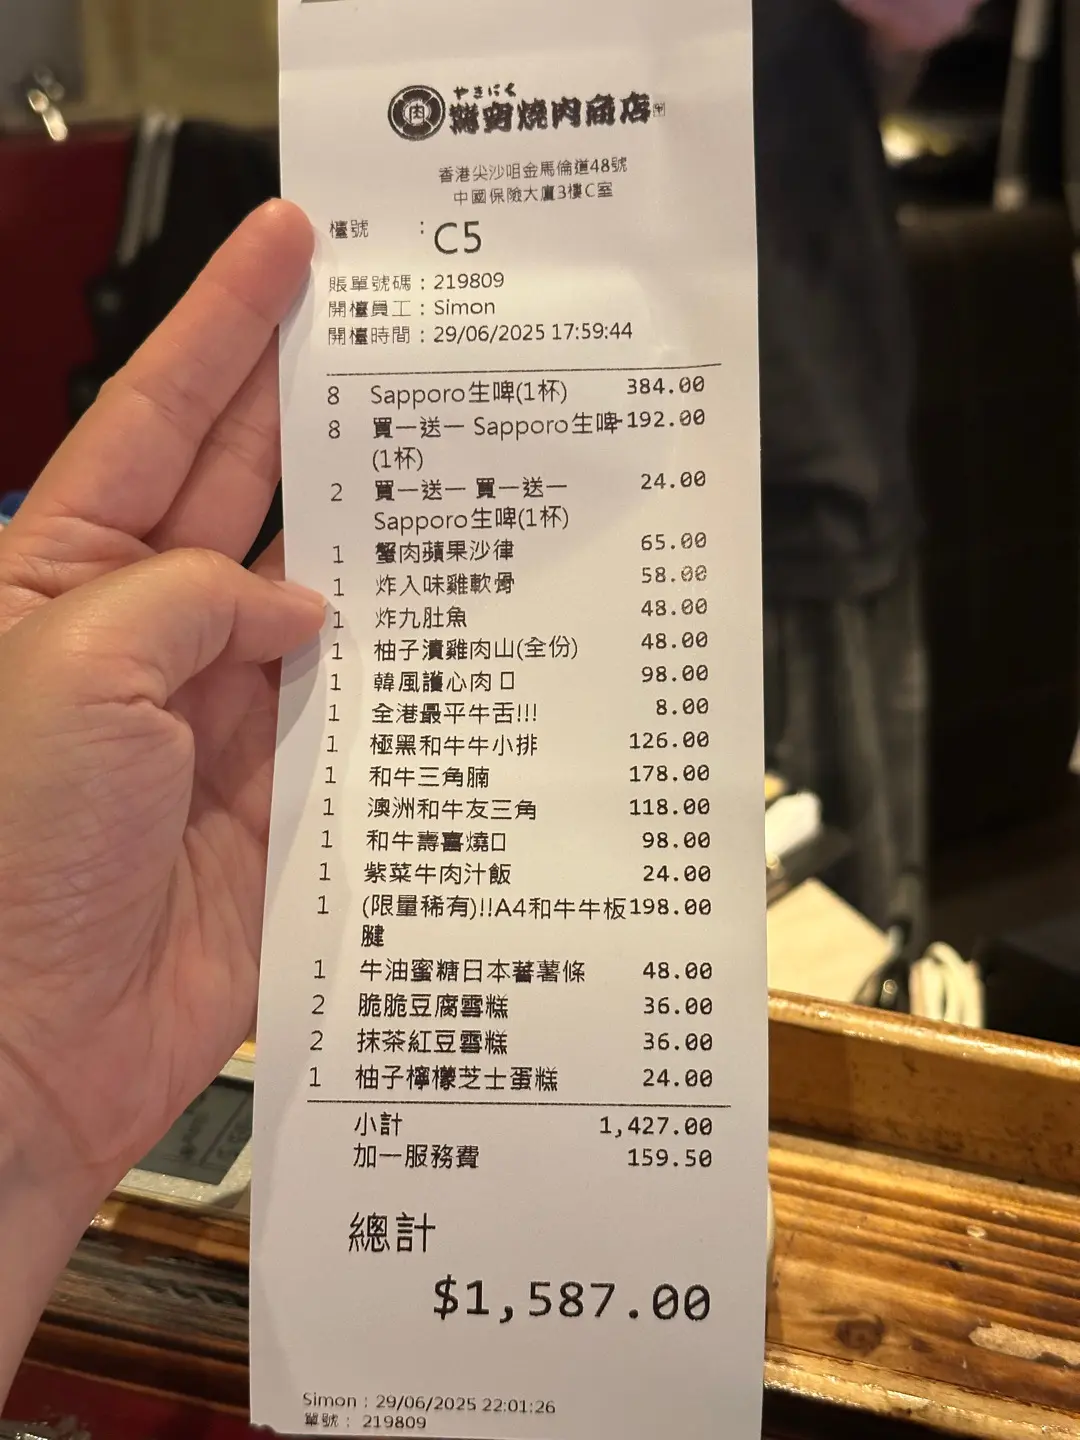 やきにく
燒肉商店
香港尖沙咀金馬倫道48號
中國保險大廈3樓C室
檯號 : C5
賬單號碼 : 219809
開檯員工 : Simon
開檯時間 : 29/06/2025 17:59:44
8 Sapporo生啤(1杯) 384.00
8 買一送一 Sapporo生啤-192.00
(1杯)
2 買一送一 買一送一 24.00
Sapporo生啤(1杯)
1 蟹肉蘋果沙律 65.00
1 炸入味雞軟骨 58.00
1 炸九肚魚 48.00
1 柚子漬雞肉山(全份) 48.00
1 韓風護心肉口 98.00
1 全港最平牛舌!!! 8.00
1 極黑和牛牛小排 126.00
1 和牛三角腩 178.00
1 澳洲和牛友三角 118.00
1 和牛壽喜燒口 98.00
1 紫菜牛肉汁飯 24.00
1 (限量稀有)!!A4和牛牛板 198.00
腱
1 牛油蜜糖日本蕃薯條 48.00
2 脆脆豆腐雪糕 36.00
2 抹茶紅豆雪糕 36.00
1 柚子檸檬芝士蛋糕 24.00
小計 1,427.00
加一服務費 159.50
總計
$1,587.00
Simon : 29/06/2025 22:01:26
單號 : 219809